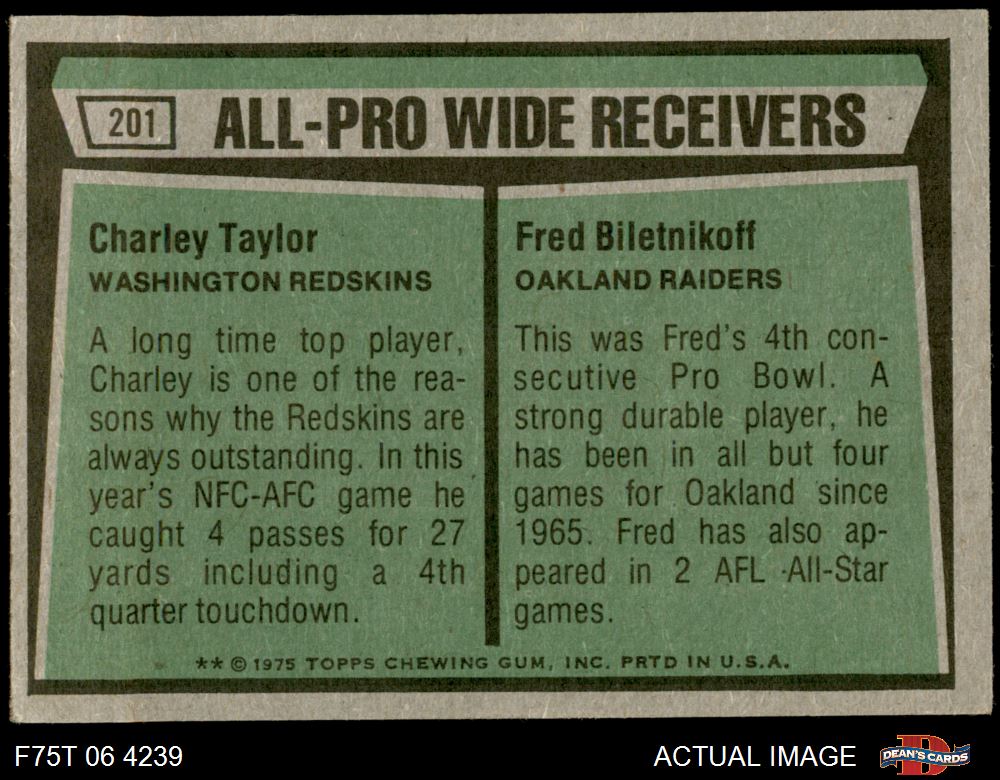 201
ALL-PRO WIDE RECEIVERS
Charley Taylor
WASHINGTON REDSKINS
A long time top player,
Charley is one of the rea-
sons why the Redskins are
always outstanding. In this
year's NFC-AFC game he
caught 4 passes for 27
yards including a 4th
quarter touchdown.
Fred Biletnikoff
OAKLAND RAIDERS
This was Fred's 4th con-
secutive Pro Bowl. A
strong durable player, he
has been in all but four
games for Oakland since
1965. Fred has also ap-
peared in 2 AFL All-Star
games.
** © 1975 TOPPS CHEWING GUM, INC. PRTD IN U.S.A.
F75T 06 4239
ACTUAL IMAGE
D
DEAN'S CARDS